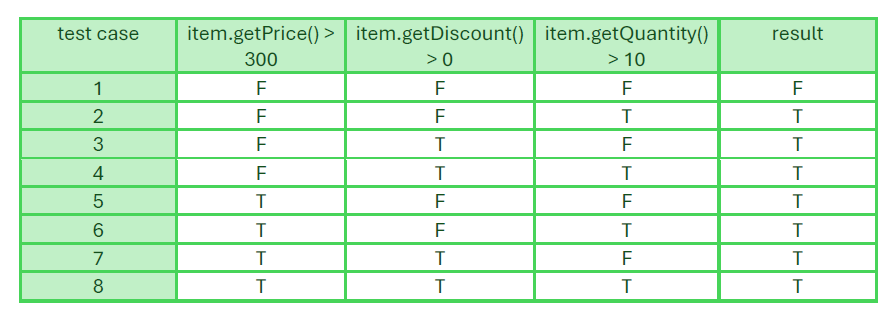 test case item.getPrice() > 300 item.getDiscount() > 0 item.getQuantity() > 10 result
1 F F F F
2 F F T T
3 F T F T
4 F T T T
5 T F F T
6 T F T T
7 T T F T
8 T T T T